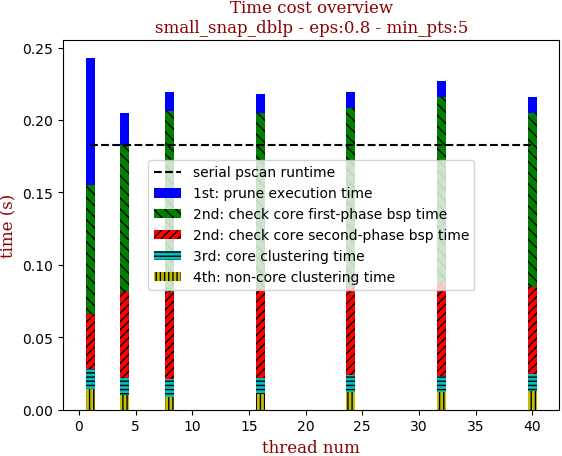 Time cost overview
small_snap_dblp - eps:0.8 - min_pts:5
0.25
0.20
0.15
0.10
0.05
0.00
time (s)
serial pscan runtime
1st: prune execution time
2nd: check core first-phase bsp time
2nd: check core second-phase bsp time
3rd: core clustering time
4th: non-core clustering time
0 5 10 15 20 25 30 35 40
thread num